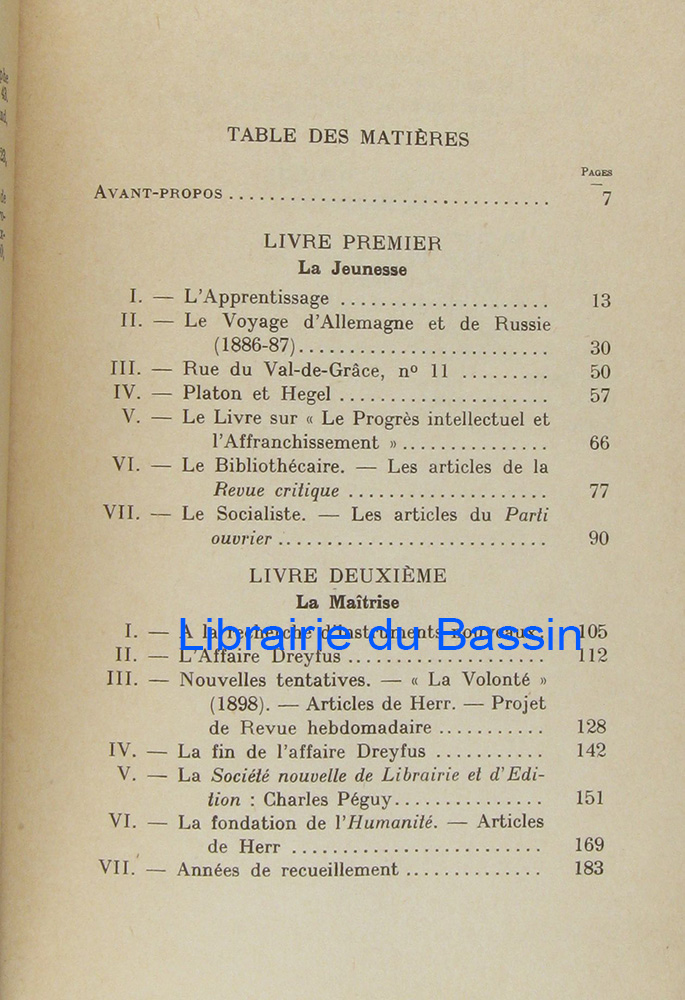 TABLE DES MATIÈRES
PAGES
AVANT-PROPOS ................................ 7
LIVRE PREMIER
La Jeunesse
I. — L'Apprentissage ..................... 13
II. — Le Voyage d'Allemagne et de Russie
(1886-87)......................... 30
III. — Rue du Val-de-Grâce, nº 11 ......... 50
IV. — Platon et Hegel ..................... 57
V. — Le Livre sur « Le Progrès intellectuel et
l'Affranchissement » ............... 66
VI. — Le Bibliothécaire. — Les articles de la
Revue critique .................... 77
VII. — Le Socialiste. — Les articles du Parti
ouvrier ........................... 90
LIVRE DEUXIÈME
La Maîtrise
I. — A la recherche d'instruments nouveaux. 105
Librairie du Bassin
II. — L'Affaire Dreyfus .................... 112
III. — Nouvelles tentatives. — « La Volonté »
(1898). — Articles de Herr. — Projet
de Revue hebdomadaire ........... 128
IV. — La fin de l'affaire Dreyfus ........... 142
V. — La Société nouvelle de Librairie et d'Edi-
tion : Charles Péguy............... 151
VI. — La fondation de l'Humanité. — Articles
de Herr ......................... 169
VII. — Années de recueillement .............. 183